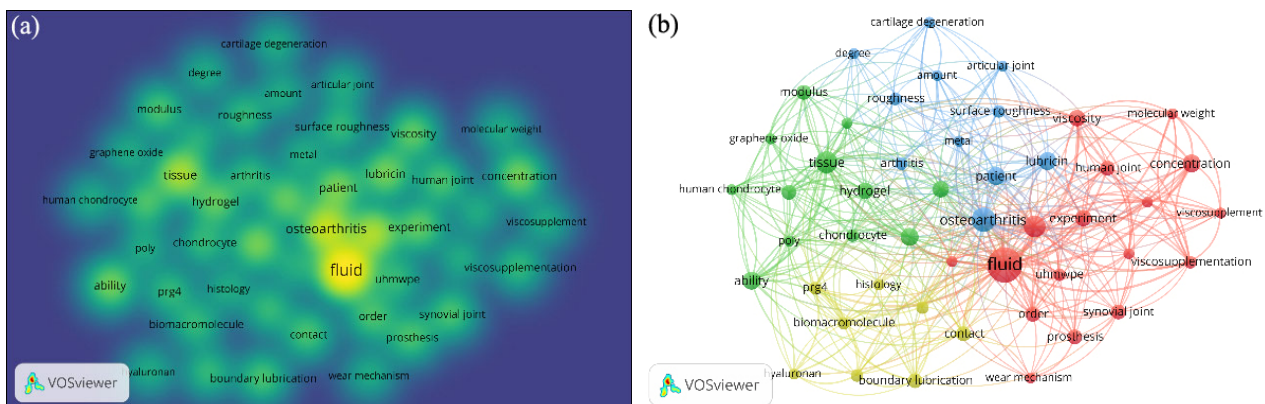 (a)
cartilage degeneration
degree
articular joint
amount
modulus
roughness
surface roughness
viscosity
molecular weight
graphene oxide
metal
tissue
arthritis
lubricin
human joint
concentration
patient
human chondrocyte
hydrogel
viscosupplement
osteoarthritis
experiment
poly
chondrocyte
fluid
viscosupplementation
uhmwpe
ability
prg4
histology
order
synovial joint
biomacromolecule
contact
prosthesis
hyaluronan
boundary lubrication
wear mechanism
VOSviewer
(b)
cartilage degeneration
degree
articular joint
amount
modulus
roughness
surface roughness
viscosity
molecular weight
graphene oxide
meta
tissue
arthritis
lubricin
human joint
concentration
patient
human chondrocyte
hydrogel
viscosupplement
osteoarthritis
experiment
poly
chondrocyte
fluid
viscosupplementation
uhmwpe
ability
prg4
histology
order
synovial joint
biomacromolecule
contact
prosthesis
hyaluronan
boundary lubrication
wear mechanism
VOSviewer